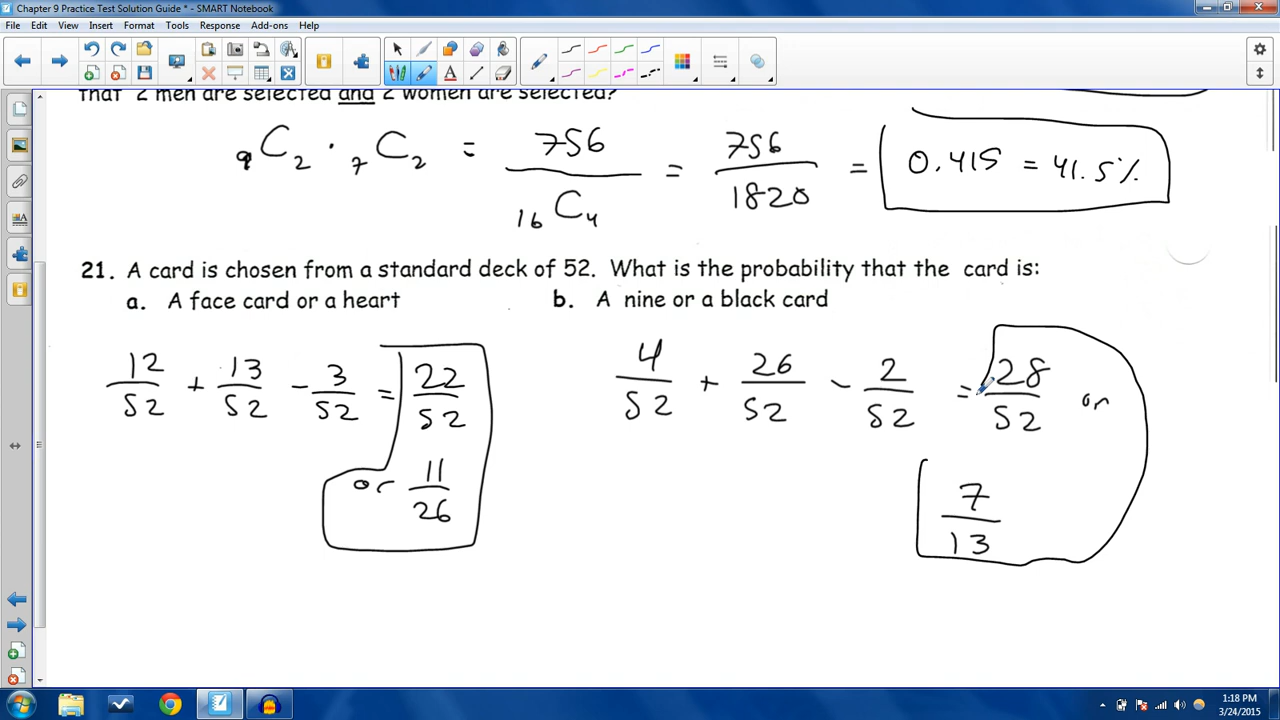 Chapter 9 Practice Test Solution Guide * - SMART Notebook
File Edit View Insert Format Tools Response Add-ons Help
that 2 men are selected and 2 women are selected?
9C2 · 7C2 = 756/16C4 = 756/1820 = 0.415 = 41.5%
21. A card is chosen from a standard deck of 52. What is the probability that the card is:
a. A face card or a heart b. A nine or a black card
12/52 + 13/52 - 3/52 = 22/52 4/52 + 26/52 - 2/52 = 28/52 or
or 11/26 7/13
1:18 PM
3/24/2015